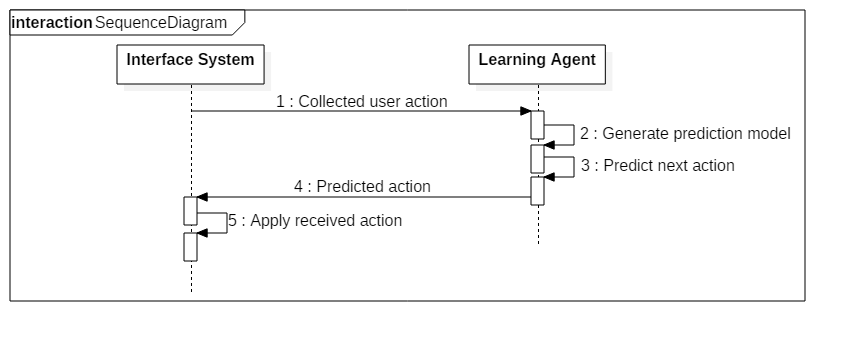 interaction SequenceDiagram
Interface System
Learning Agent
1 : Collected user action
2 : Generate prediction model
3 : Predict next action
4 : Predicted action
5 : Apply received action